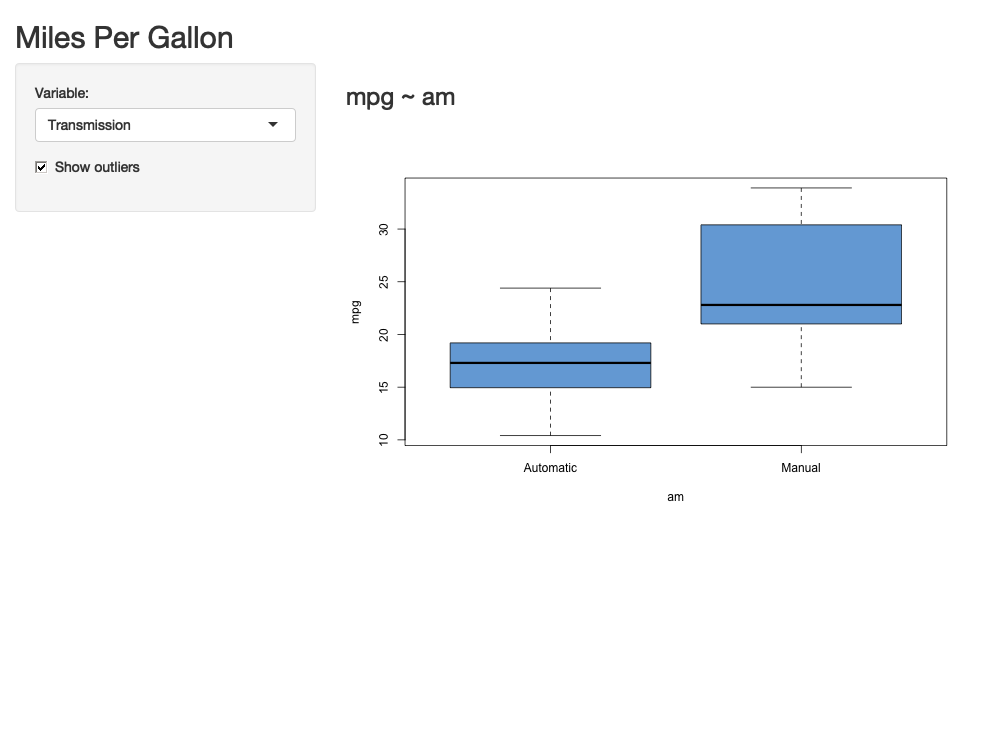 Miles Per Gallon
Variable:
Transmission
Show outliers
mpg ~ am
30
25
20
15
10
mpg
Automatic
Manual
am